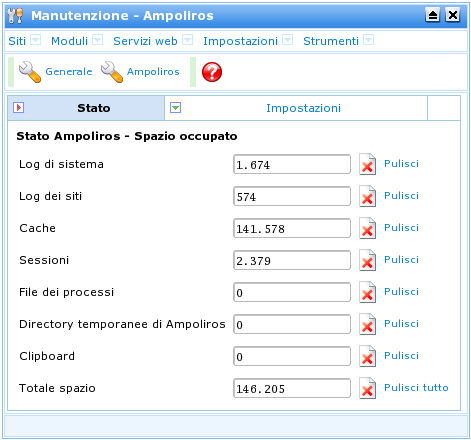 Manutenzione - Ampoliros
Siti Moduli Servizi web Impostazioni Strumenti
Generale Ampoliros
Stato Impostazioni
Stato Ampoliros - Spazio occupato
Log di sistema 1.674 Pulisci
Log dei siti 574 Pulisci
Cache 141.578 Pulisci
Sessioni 2.379 Pulisci
File dei processi 0 Pulisci
Directory temporanee di Ampoliros 0 Pulisci
Clipboard 0 Pulisci
Totale spazio 146.205 Pulisci tutto